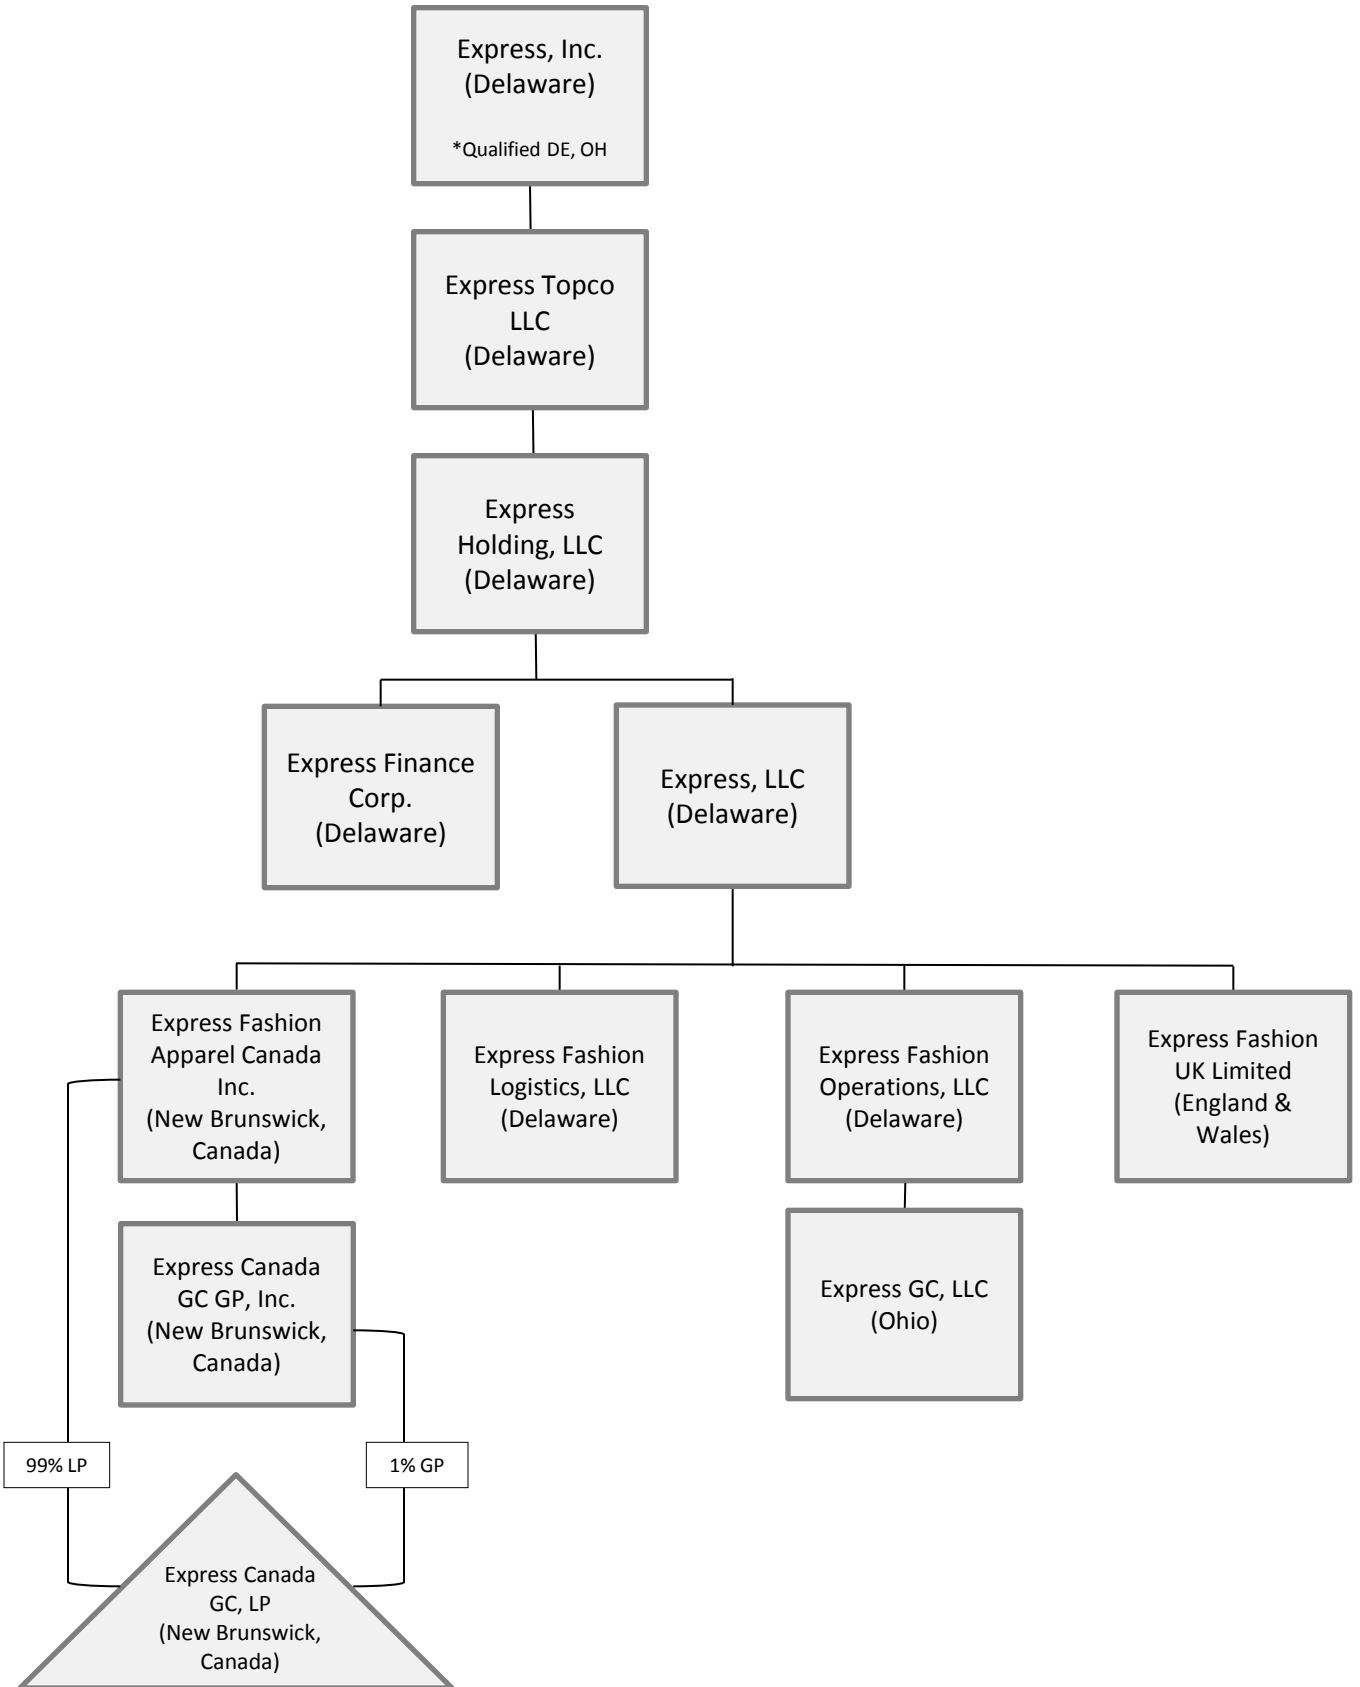 Express, Inc.
(Delaware)
*Qualified DE, OH
Express Topco
LLC
(Delaware)
Express
Holding, LLC
(Delaware)
Express Finance
Corp.
(Delaware)
Express, LLC
(Delaware)
Express Fashion
Apparel Canada
Inc.
(New Brunswick,
Canada)
Express Fashion
Logistics, LLC
(Delaware)
Express Fashion
Operations, LLC
(Delaware)
Express Fashion
UK Limited
(England &
Wales)
Express Canada
GC GP, Inc.
(New Brunswick,
Canada)
Express GC, LLC
(Ohio)
99% LP
1% GP
Express Canada
GC, LP
(New Brunswick,
Canada)